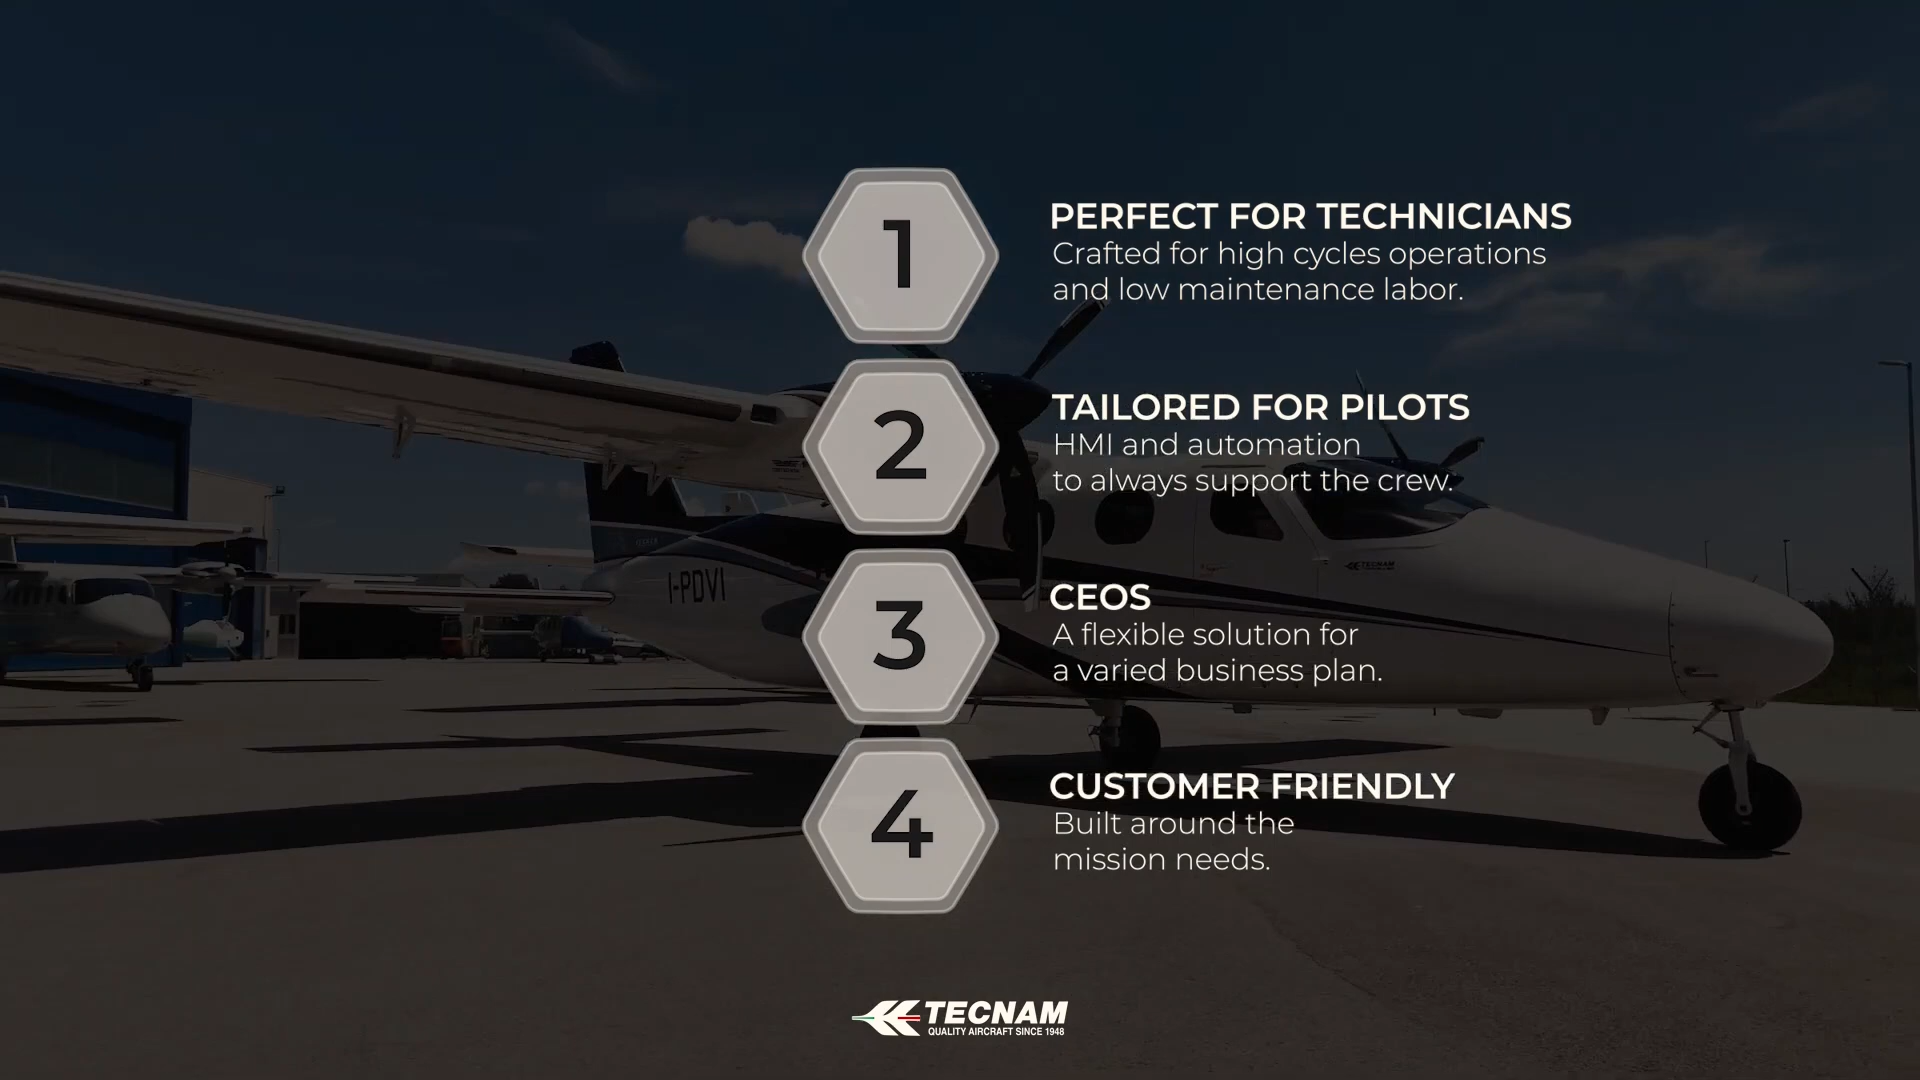 1
PERFECT FOR TECHNICIANS
Crafted for high cycles operations
and low maintenance labor.
2
TAILORED FOR PILOTS
HMI and automation
to always support the crew.
3
CEOS
A flexible solution for
a varied business plan.
4
CUSTOMER FRIENDLY
Built around the
mission needs.
I-PDVI
TECNAM
TECNAM
QUALITY AIRCRAFT SINCE 1948